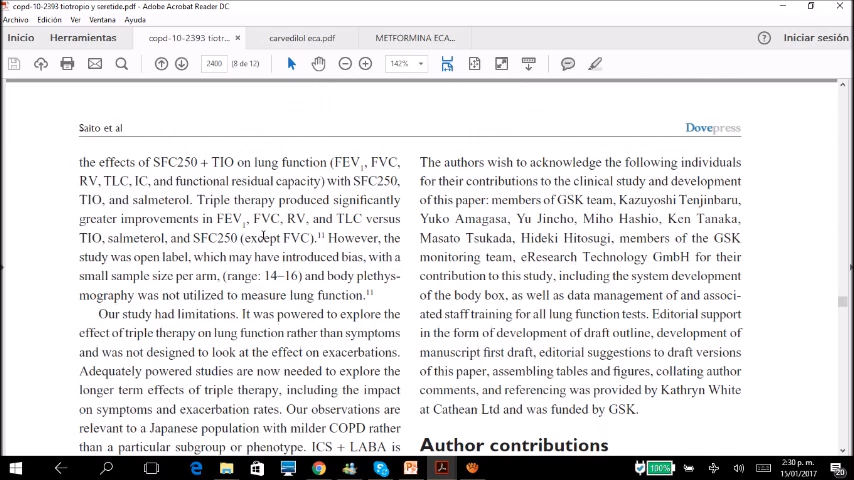 copd-10-2393 tiotropio y seretide.pdf - Adobe Acrobat Reader DC
Archivo Edición Ver Ventana Ayuda
Inicio Herramientas copd-10-2393 tiotr... × carvedilol eca.pdf METFORMINA ECA... Iniciar sesión
2400 (8 de 12) 142%
Saito et al
Dovepress
the effects of SFC250 + TIO on lung function (FEV1, FVC,
RV, TLC, IC, and functional residual capacity) with SFC250,
TIO, and salmeterol. Triple therapy produced significantly
greater improvements in FEV1, FVC, RV, and TLC versus
TIO, salmeterol, and SFC250 (except FVC).11 However, the
study was open label, which may have introduced bias, with a
small sample size per arm, (range: 14–16) and body plethys-
mography was not utilized to measure lung function.11
Our study had limitations. It was powered to explore the
effect of triple therapy on lung function rather than symptoms
and was not designed to look at the effect on exacerbations.
Adequately powered studies are now needed to explore the
longer term effects of triple therapy, including the impact
on symptoms and exacerbation rates. Our observations are
relevant to a Japanese population with milder COPD rather
than a particular subgroup or phenotype. ICS + LABA is
The authors wish to acknowledge the following individuals
for their contributions to the clinical study and development
of this paper: members of GSK team, Kazuyoshi Tenjinbaru,
Yuko Amagasa, Yu Jincho, Miho Hashio, Ken Tanaka,
Masato Tsukada, Hideki Hitosugi, members of the GSK
monitoring team, eResearch Technology GmbH for their
contribution to this study, including the system development
of the body box, as well as data management of and associ-
ated staff training for all lung function tests. Editorial support
in the form of development of draft outline, development of
manuscript first draft, editorial suggestions to draft versions
of this paper, assembling tables and figures, collating author
comments, and referencing was provided by Kathryn White
at Cathean Ltd and was funded by GSK.
Author contributions
100%
2:30 p. m.
15/01/2017
20